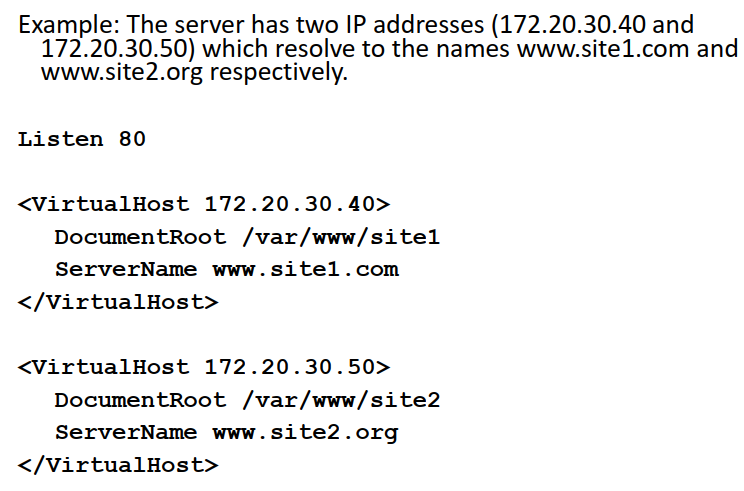 Example: The server has two IP addresses (172.20.30.40 and
172.20.30.50) which resolve to the names www.site1.com and
www.site2.org respectively.
Listen 80
<VirtualHost 172.20.30.40>
DocumentRoot /var/www/site1
ServerName www.site1.com
</VirtualHost>
<VirtualHost 172.20.30.50>
DocumentRoot /var/www/site2
ServerName www.site2.org
</VirtualHost>